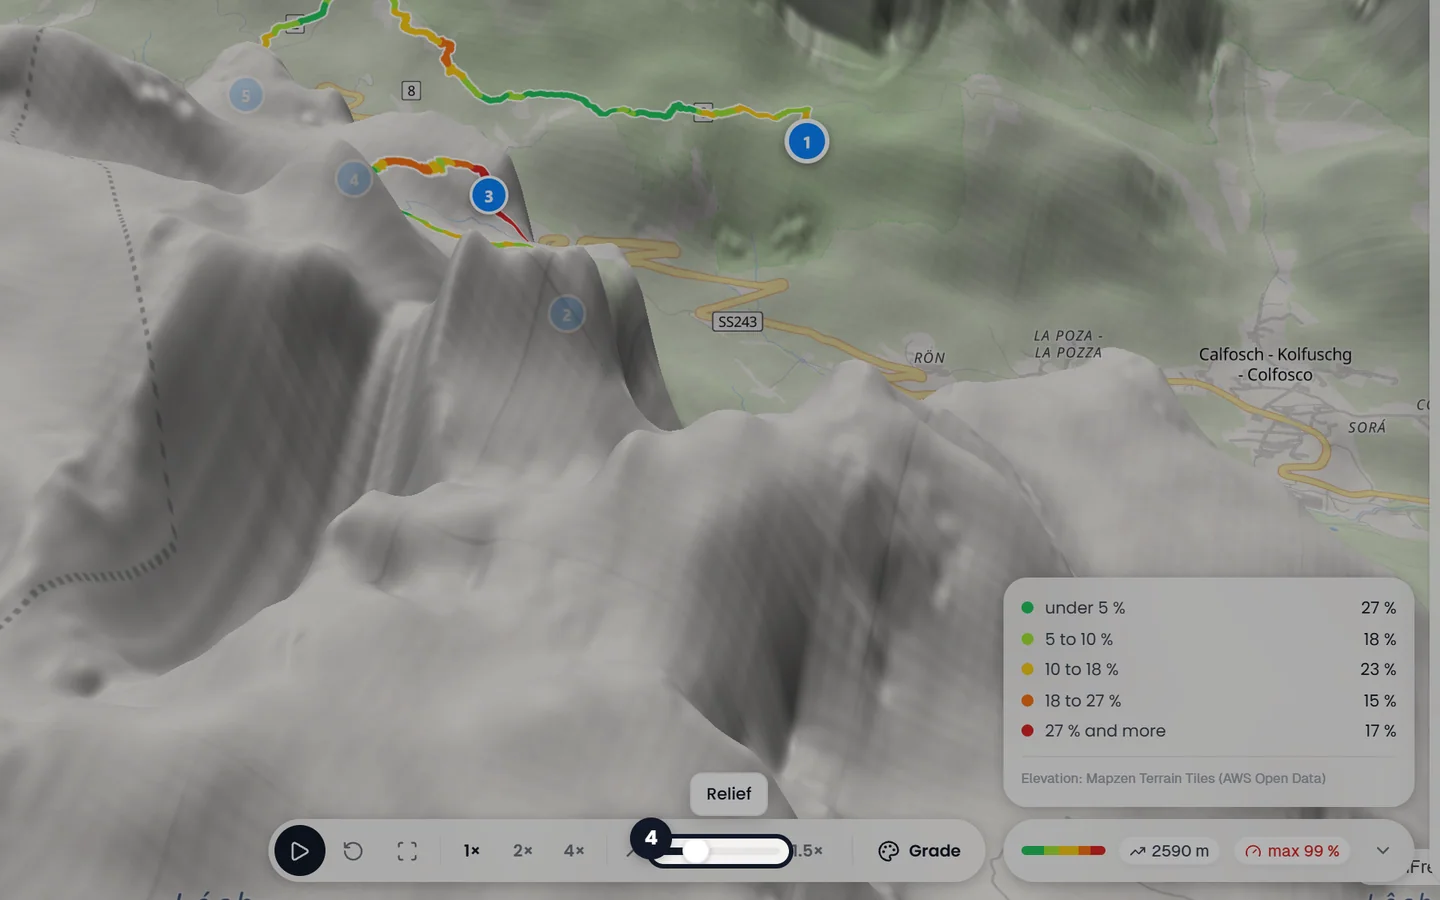 5
8
1
4
3
2
SS243
RÖN
LA POZA -
LA POZZA
Calfosch - Kolfuschg
- Colfosco
SORÁ
under 5 % 27 %
5 to 10 % 18 %
10 to 18 % 23 %
18 to 27 % 15 %
27 % and more 17 %
Elevation: Mapzen Terrain Tiles (AWS Open Data)
Relief
4
1× 2× 4× 1.5× Grade
2590 m max 99 %